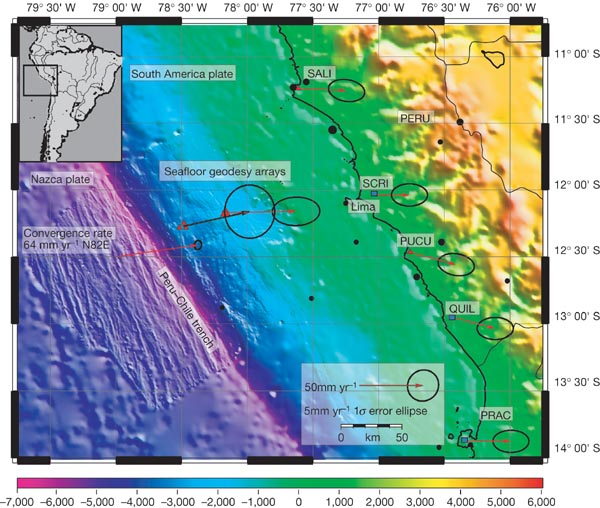 79° 30' W 79° 00' W 78° 30' W 78° 00' W 77° 30' W 77° 00' W 76° 30' W 76° 00' W
South America plate
SALI
11° 00' S
PERU
11° 30' S
Seafloor geodesy arrays
Nazca plate
SCRI
12° 00' S
Lima
Convergence rate
64 mm yr⁻¹ N82E
PUCU
12° 30' S
Peru–Chile trench
QUIL
13° 00' S
50mm yr⁻¹
13° 30' S
5mm yr⁻¹ 1σ error ellipse
PRAC
0 km 50
14° 00' S
−7,000 −6,000 −5,000 −4,000 −3,000 −2,000 −1,000 0 1,000 2,000 3,000 4,000 5,000 6,000